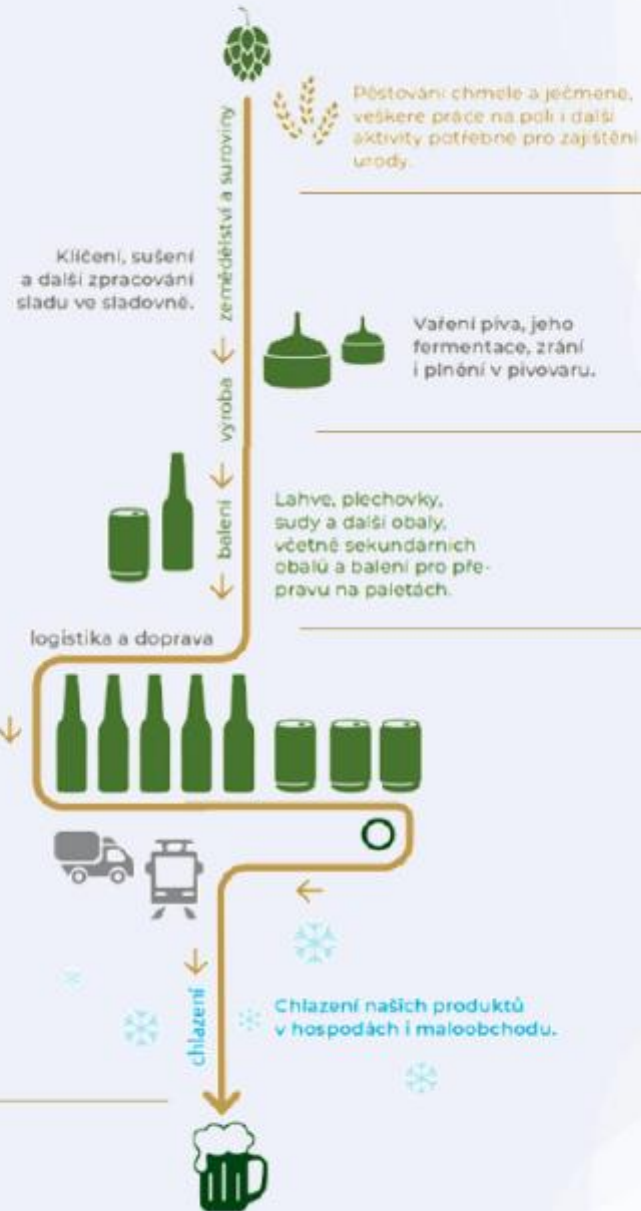 Pěstování chmele a ječmene,
veškeré práce na poli i další
aktivity potřebné pro zajištění
úrody.
zemědělství a suroviny
Klíčení, sušení
a další zpracování
sladu ve sladovně.
Vaření piva, jeho
fermentace, zrání
i plnění v pivovaru.
výroba
Lahve, plechovky,
sudy a další obaly,
včetně sekundárních
obalů a balení pro pře-
pravu na paletách.
balení
logistika a doprava
Chlazení našich produktů
v hospodách i maloobchodu.
chlazení